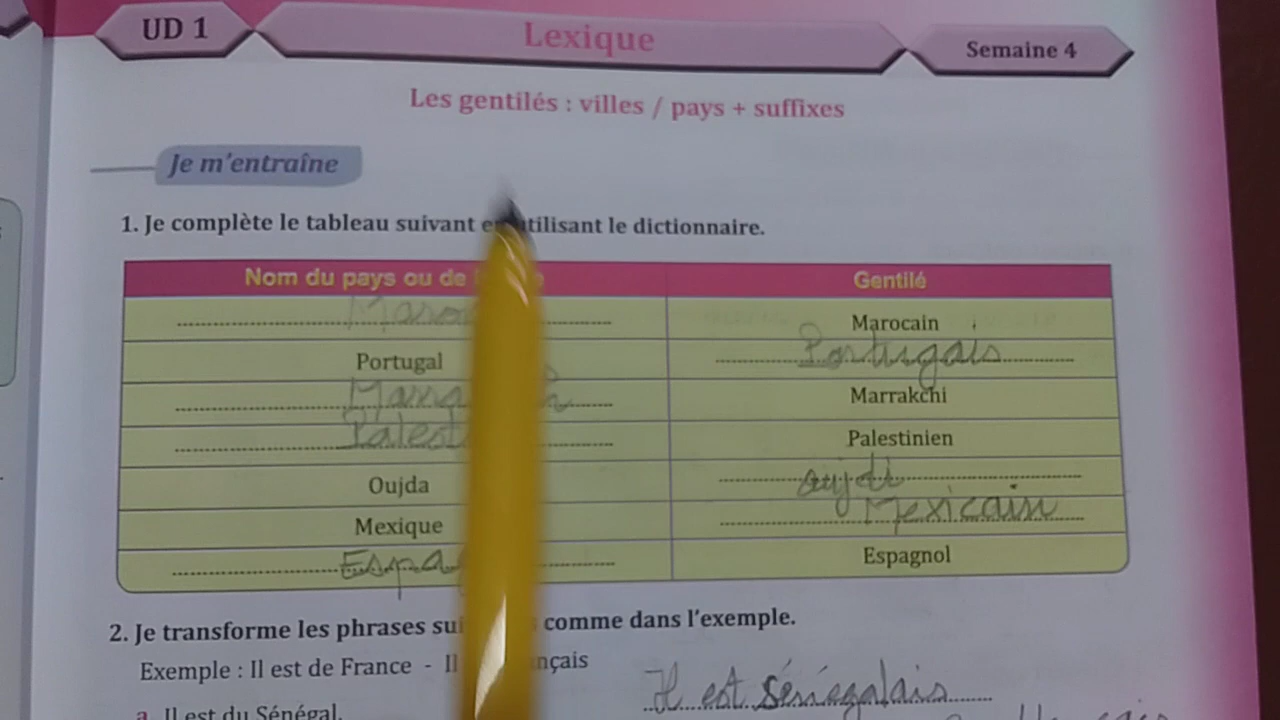 UD 1
Lexique
Semaine 4
Les gentilés : villes / pays + suffixes
Je m'entraîne
1. Je complète le tableau suivant en utilisant le dictionnaire.
Nom du pays ou de Gentilé
Marocain
Portugal Portugais
Marrakchi
Palestinien
Oujda oujdi
Mexique Mexicain
Espagnol
2. Je transforme les phrases comme dans l'exemple.
Exemple : Il est de France - Il
Il est Sénégalais
a. Il est du Sénégal.